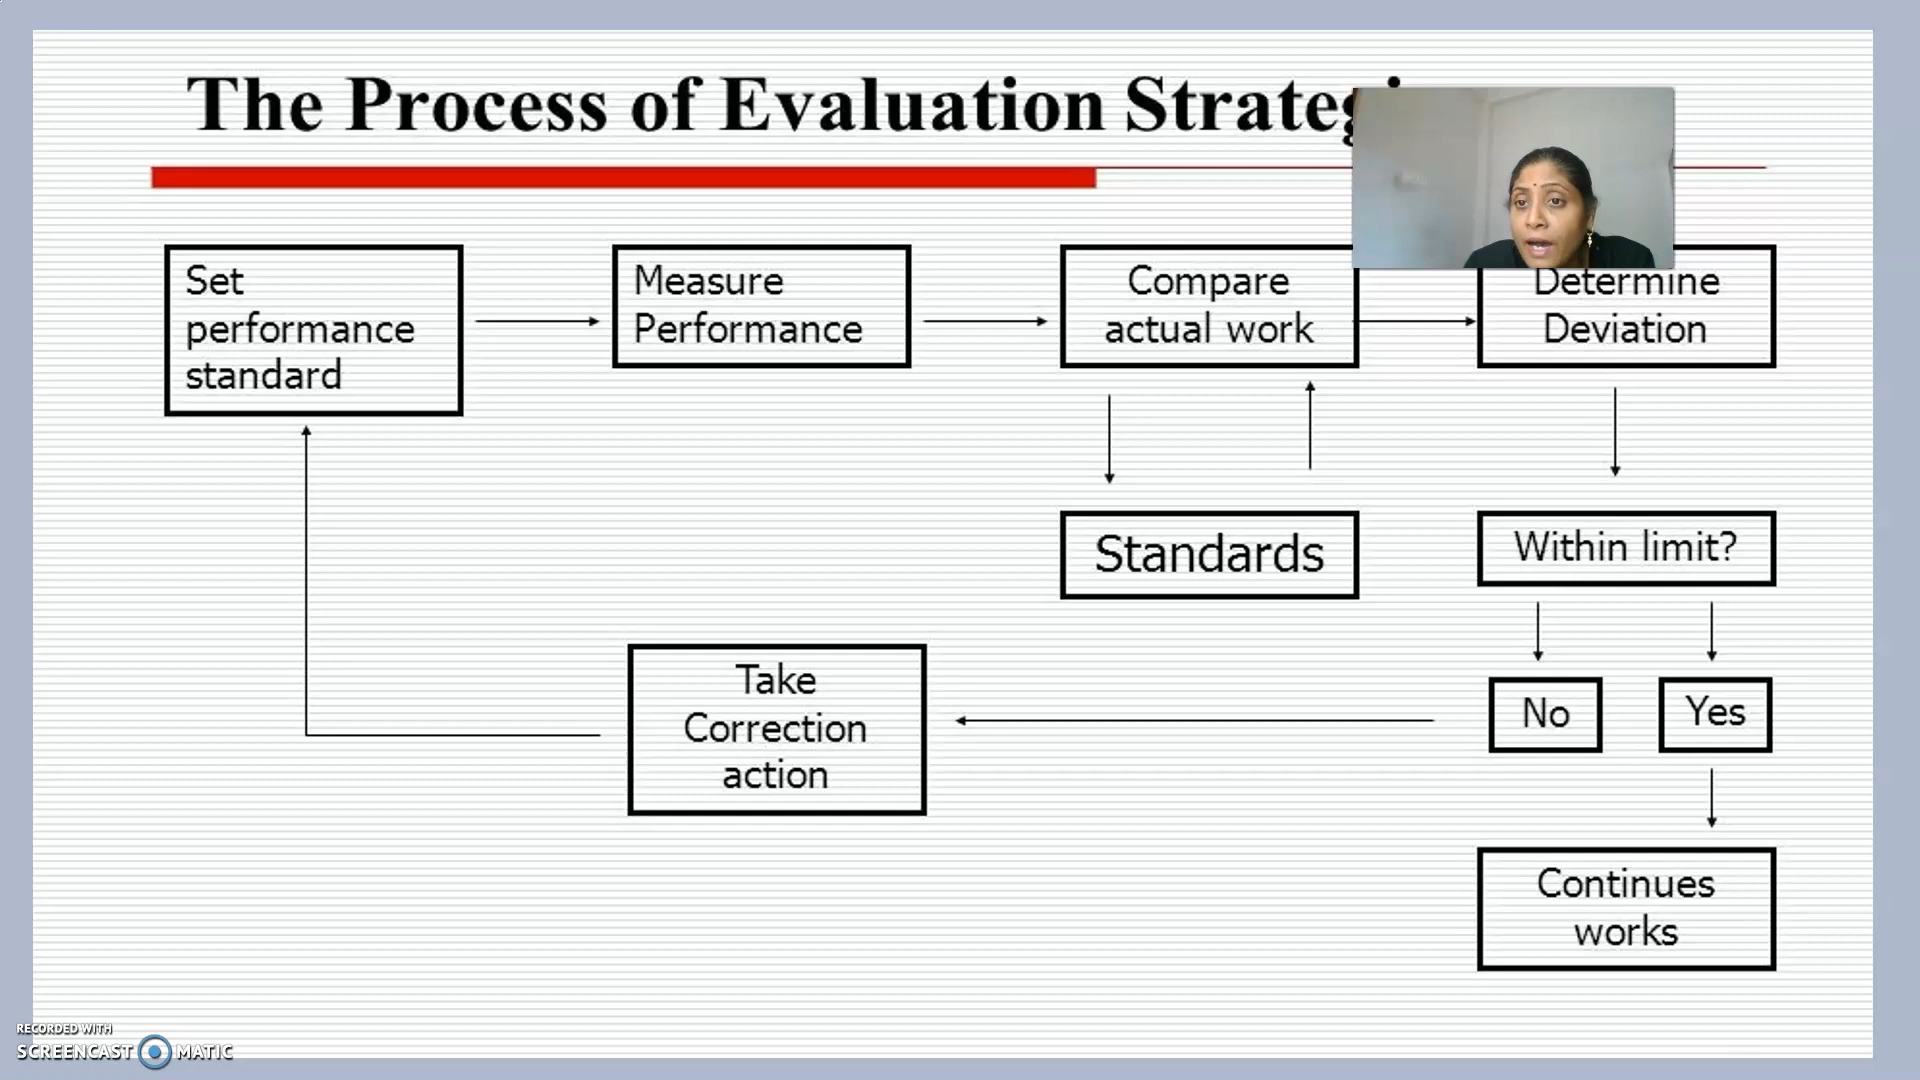 The Process of Evaluation
Set
performance
standard
Measure
Performance
Compare
actual work
Determine
Deviation
Standards
Within limit?
No
Yes
Take
Correction
action
Continues
works
RECORDED WITH
SCREENCAST MATIC